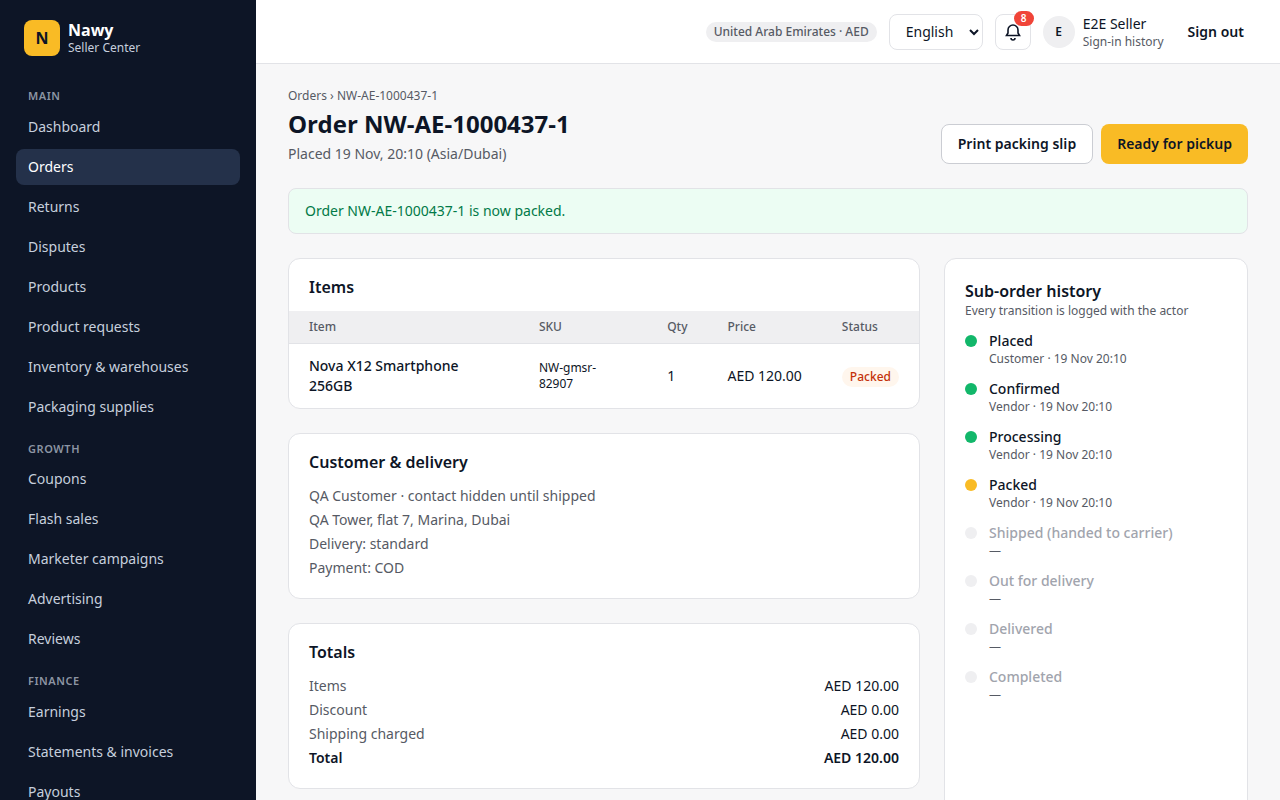 N
Nawy
Seller Center
United Arab Emirates · AED
English
8
E
E2E Seller
Sign-in history
Sign out
MAIN
Dashboard
Orders
Returns
Disputes
Products
Product requests
Inventory & warehouses
Packaging supplies
GROWTH
Coupons
Flash sales
Marketer campaigns
Advertising
Reviews
FINANCE
Earnings
Statements & invoices
Payouts
Orders › NW-AE-1000437-1
Order NW-AE-1000437-1
Placed 19 Nov, 20:10 (Asia/Dubai)
Print packing slip
Ready for pickup
Order NW-AE-1000437-1 is now packed.
Items
Item SKU Qty Price Status
Nova X12 Smartphone
256GB
NW-gmsr-
82907
1
AED 120.00
Packed
Customer & delivery
QA Customer · contact hidden until shipped
QA Tower, flat 7, Marina, Dubai
Delivery: standard
Payment: COD
Totals
Items AED 120.00
Discount AED 0.00
Shipping charged AED 0.00
Total AED 120.00
Sub-order history
Every transition is logged with the actor
Placed
Customer · 19 Nov 20:10
Confirmed
Vendor · 19 Nov 20:10
Processing
Vendor · 19 Nov 20:10
Packed
Vendor · 19 Nov 20:10
Shipped (handed to carrier)
—
Out for delivery
—
Delivered
—
Completed
—